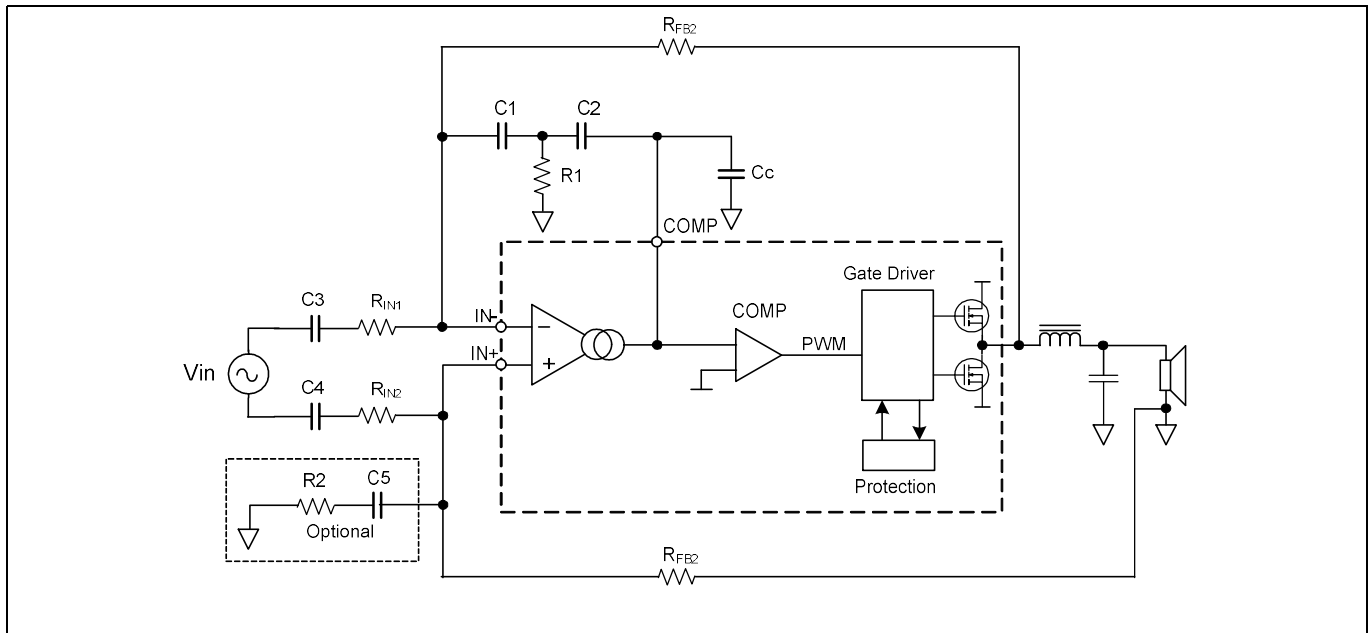 RFB2
C1
C2
R1
Cc
COMP
Gate Driver
C3
RIN1
IN-
COMP
IN+
PWM
Vin
C4
RIN2
R2
C5
Optional
Protection
RFB2